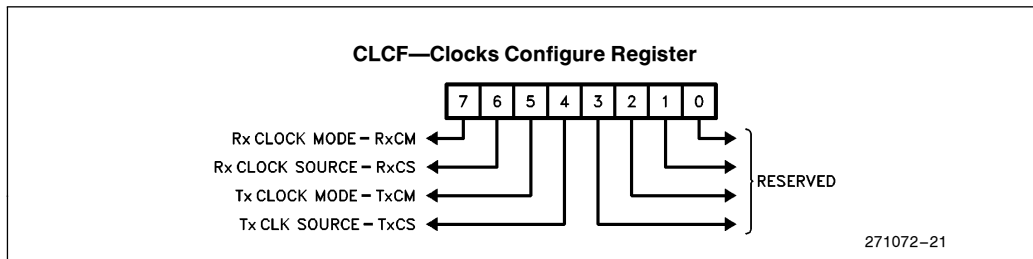 CLCF—Clocks Configure Register
7 6 5 4 3 2 1 0
Rx CLOCK MODE – RxCM
Rx CLOCK SOURCE – RxCS
Tx CLOCK MODE – TxCM
Tx CLK SOURCE – TxCS
RESERVED
271072–21